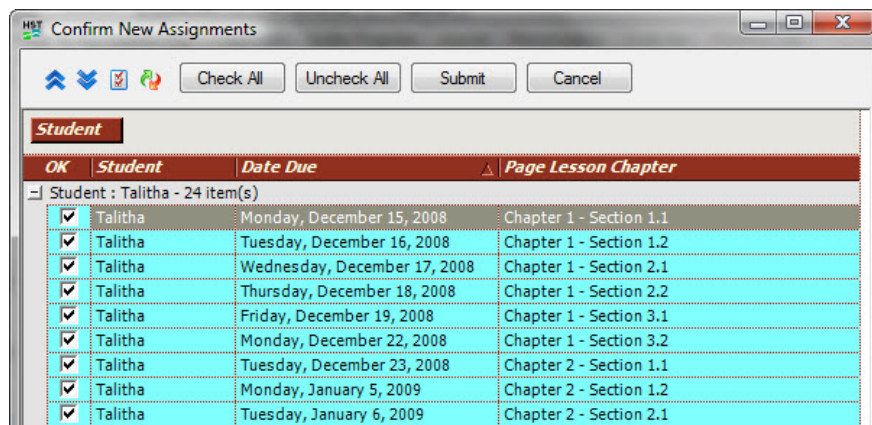 HST Confirm New Assignments
Check All Uncheck All Submit Cancel
Student
OK Student Date Due Page Lesson Chapter
Student : Talitha - 24 item(s)
Talitha Monday, December 15, 2008 Chapter 1 - Section 1.1
Talitha Tuesday, December 16, 2008 Chapter 1 - Section 1.2
Talitha Wednesday, December 17, 2008 Chapter 1 - Section 2.1
Talitha Thursday, December 18, 2008 Chapter 1 - Section 2.2
Talitha Friday, December 19, 2008 Chapter 1 - Section 3.1
Talitha Monday, December 22, 2008 Chapter 1 - Section 3.2
Talitha Tuesday, December 23, 2008 Chapter 2 - Section 1.1
Talitha Monday, January 5, 2009 Chapter 2 - Section 1.2
Talitha Tuesday, January 6, 2009 Chapter 2 - Section 2.1